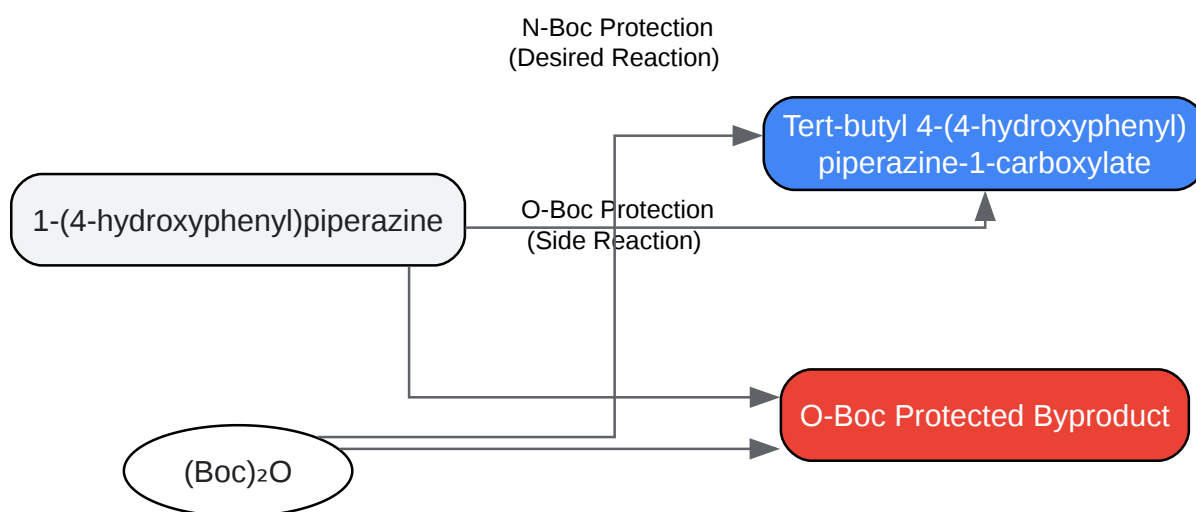 N-Boc Protection
(Desired Reaction)
Tert-butyl 4-(4-hydroxyphenyl)
piperazine-1-carboxylate
1-(4-hydroxyphenyl)piperazine
O-Boc Protection
(Side Reaction)
O-Boc Protected Byproduct
(Boc)₂O